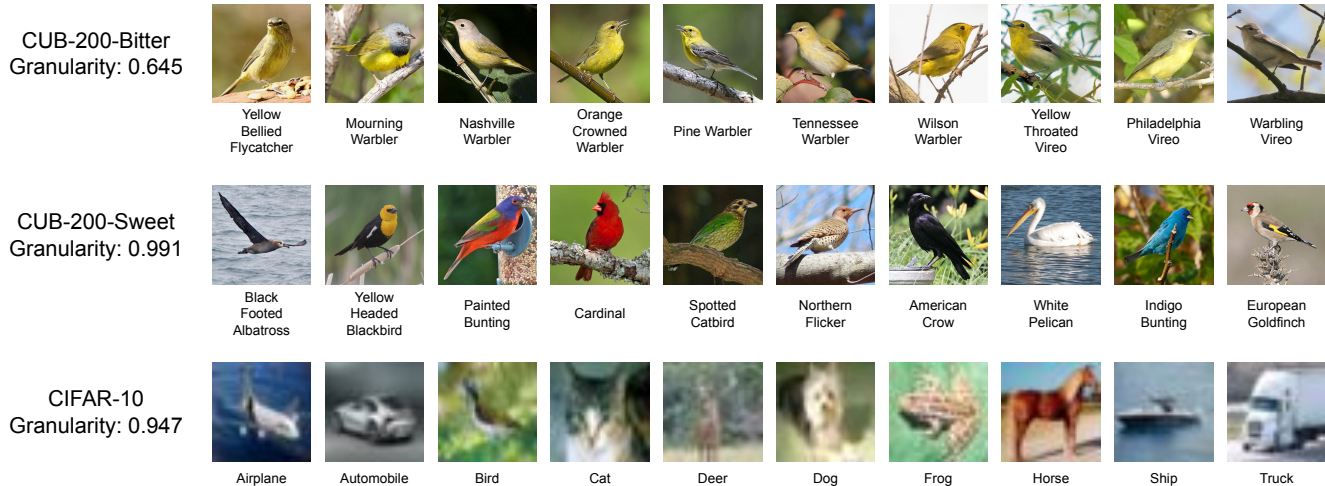 CUB-200-Bitter
Granularity: 0.645
Yellow
Bellied
Flycatcher
Mourning
Warbler
Nashville
Warbler
Orange
Crowned
Warbler
Pine Warbler
Tennessee
Warbler
Wilson
Warbler
Yellow
Throated
Vireo
Philadelphia
Vireo
Warbling
Vireo
CUB-200-Sweet
Granularity: 0.991
Black
Footed
Albatross
Yellow
Headed
Blackbird
Painted
Bunting
Cardinal
Spotted
Catbird
Northern
Flicker
American
Crow
White
Pelican
Indigo
Bunting
European
Goldfinch
CIFAR-10
Granularity: 0.947
Airplane
Automobile
Bird
Cat
Deer
Dog
Frog
Horse
Ship
Truck